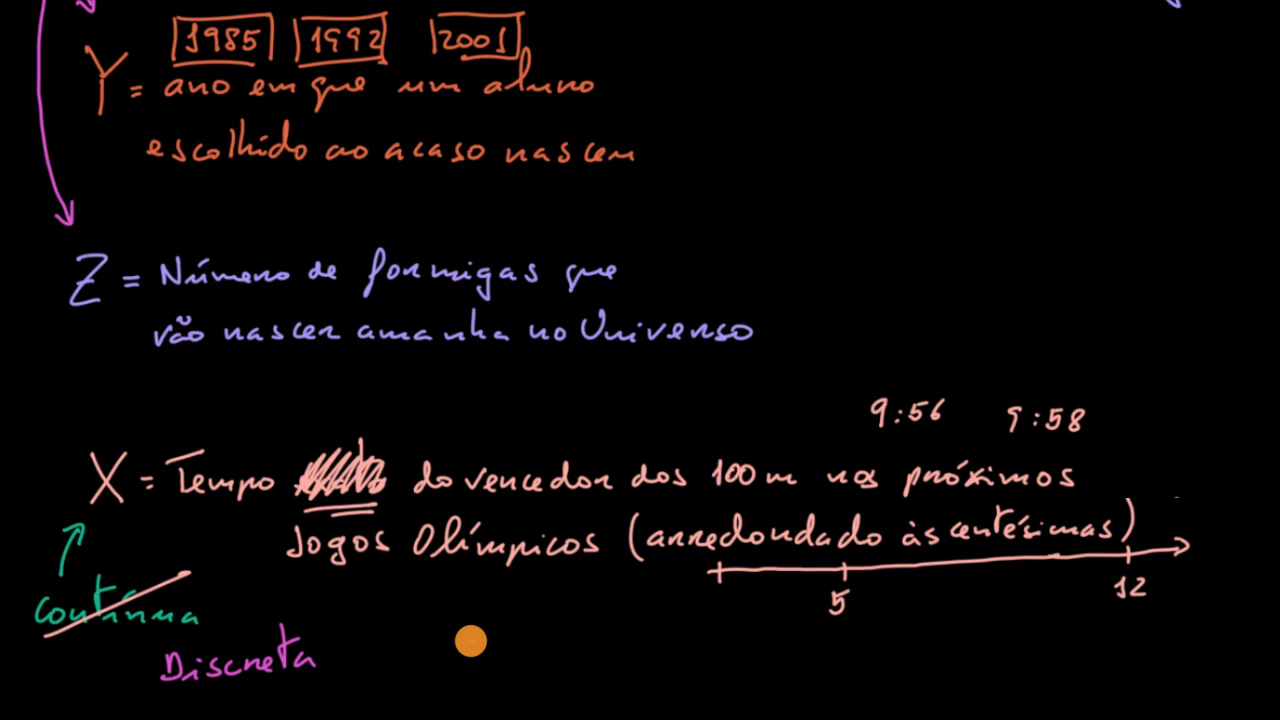 1985 1992 2001
Y = ano em que um aluno
escolhido ao acaso nasceu
Z = Número de formigas que
vão nascer amanha no Universo
9:56 9:58
X = Tempo do vencedor dos 100m nos próximos
Jogos Olímpicos (arredondado às centésimas)
5 12
contínua
Discreta